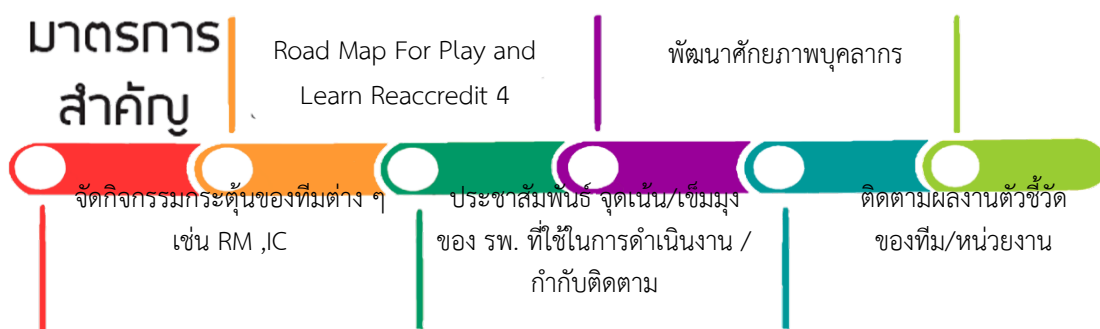 มาตรการ
สำคัญ
Road Map For Play and
Learn Reaccredit 4
พัฒนาศักยภาพบุคลากร
จัดกิจกรรมกระตุ้นของทีมต่าง ๆ
เช่น RM ,IC
ประชาสัมพันธ์ จุดเน้น/เข็มมุง
ของ รพ. ที่ใช้ในการดำเนินงาน /
กำกับติดตาม
ติดตามผลงานตัวชี้วัด
ของทีม/หน่วยงาน